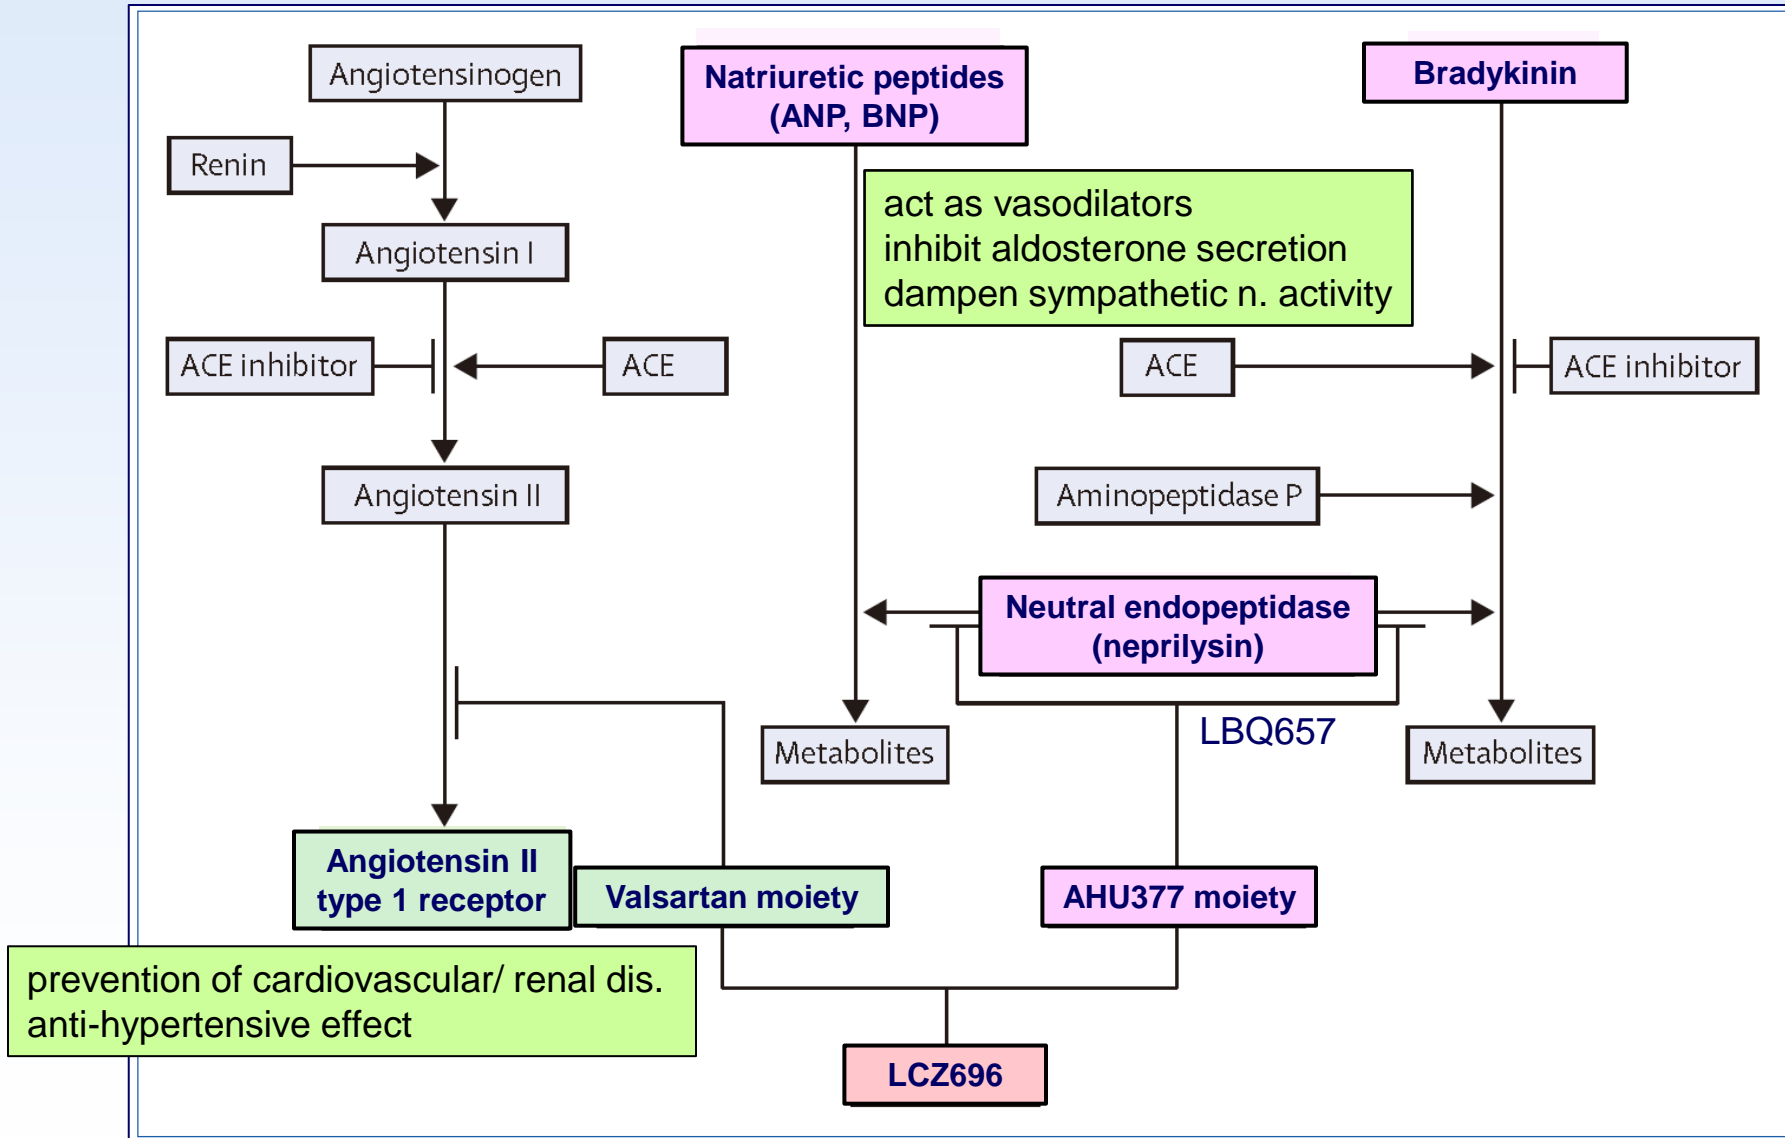 Angiotensinogen
Natriuretic peptides
(ANP, BNP)
Bradykinin
Renin
act as vasodilators
inhibit aldosterone secretion
dampen sympathetic n. activity
Angiotensin I
ACE inhibitor
ACE
ACE
ACE inhibitor
Angiotensin II
Aminopeptidase P
Neutral endopeptidase
(neprilysin)
LBQ657
Metabolites
Metabolites
Angiotensin II
type 1 receptor
Valsartan moiety
AHU377 moiety
prevention of cardiovascular/ renal dis.
anti-hypertensive effect
LCZ696